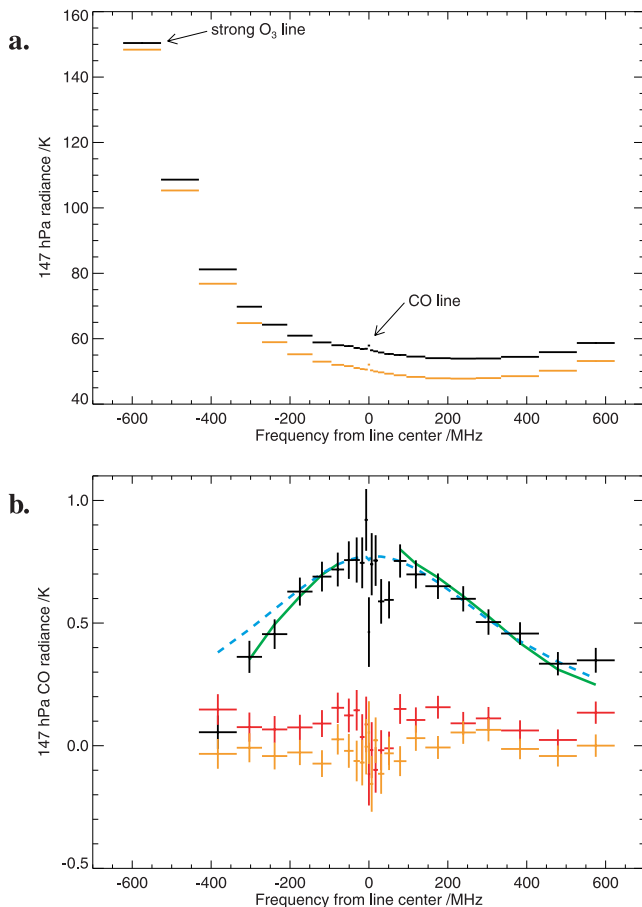 a.
160
140
120
100
80
60
40
147 hPa radiance /K
strong O₃ line
CO line
-600 -400 -200 0 200 400 600
Frequency from line center /MHz
b.
1.0
0.5
0.0
-0.5
147 hPa CO radiance /K
-600 -400 -200 0 200 400 600
Frequency from line center /MHz